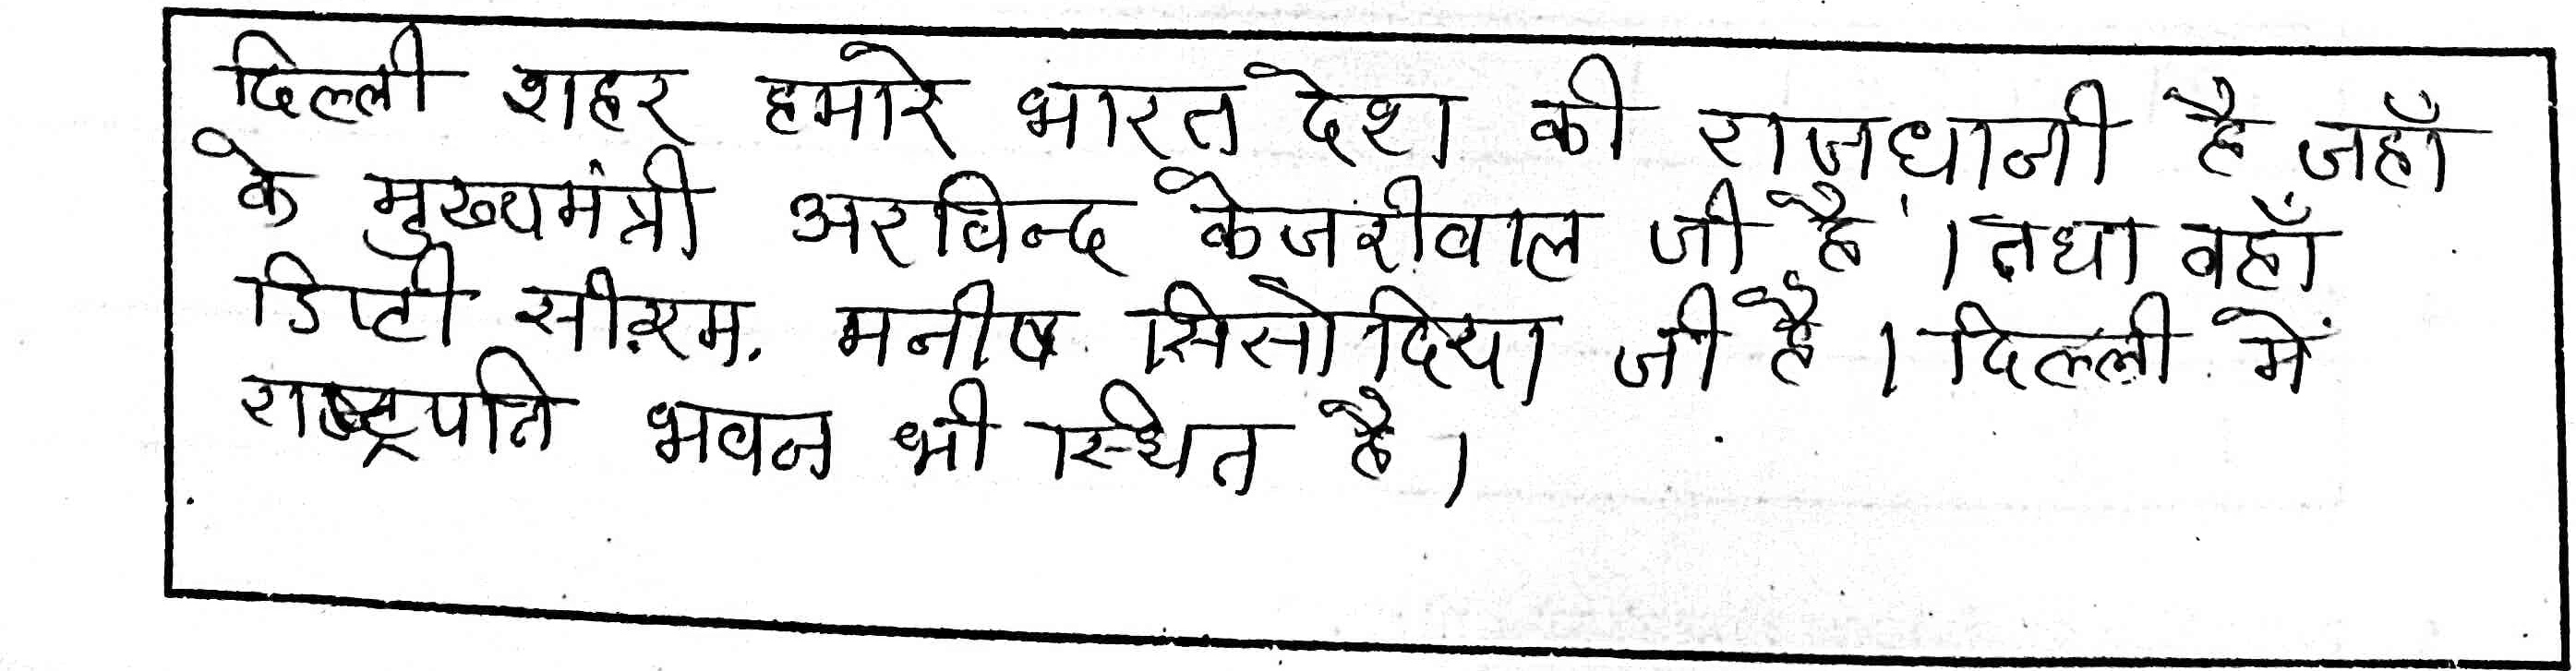 दिल्ली शहर हमारे भारत देश की राजधानी है जहाँ
के मुख्यमंत्री अरविन्द केजरीवाल जी है । तथा वहाँ
डिप्टी सी.एम. मनीष सिसोदिया जी है । दिल्ली में
राष्ट्रपति भवन भी स्थित है ।